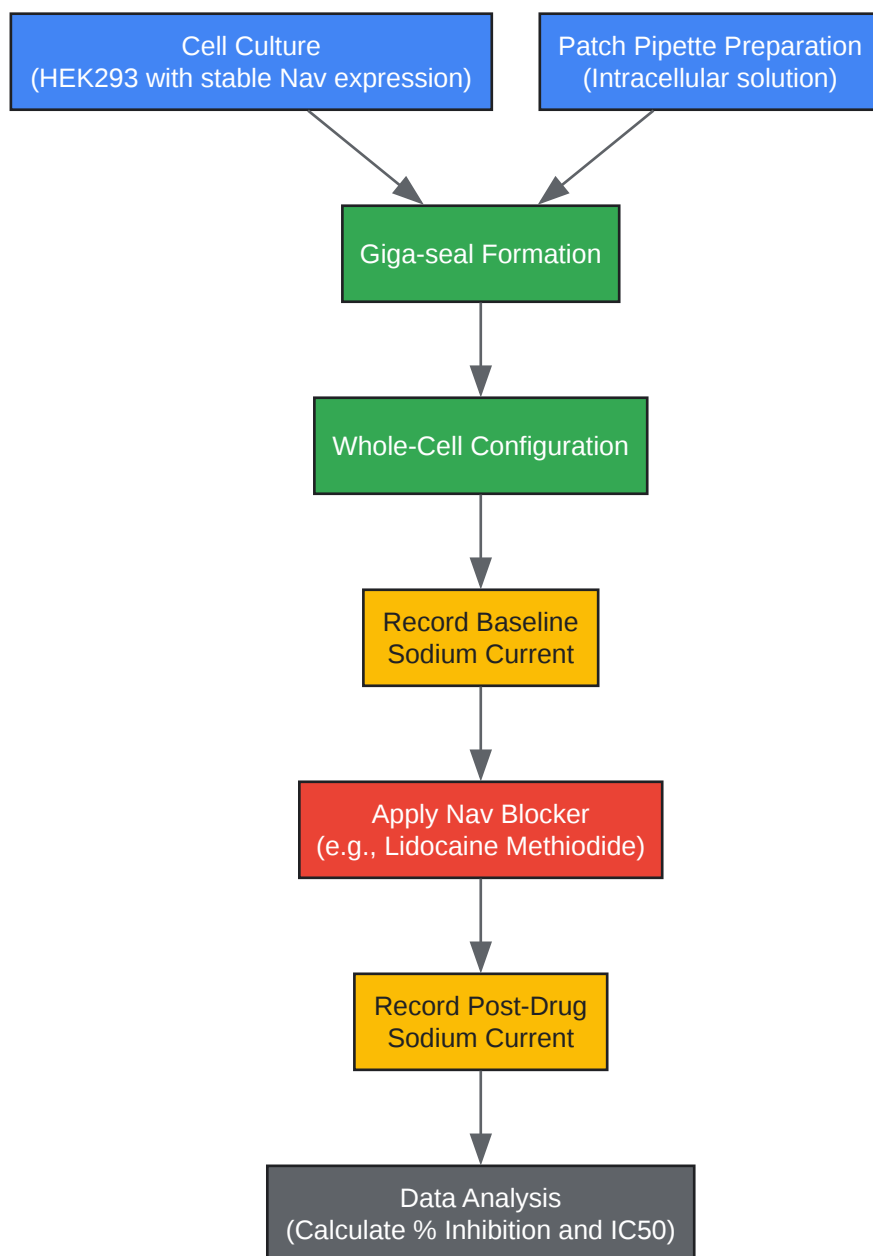 Cell Culture
(HEK293 with stable Nav expression)
Patch Pipette Preparation
(Intracellular solution)
Giga-seal Formation
Whole-Cell Configuration
Record Baseline
Sodium Current
Apply Nav Blocker
(e.g., Lidocaine Methiodide)
Record Post-Drug
Sodium Current
Data Analysis
(Calculate % Inhibition and IC50)